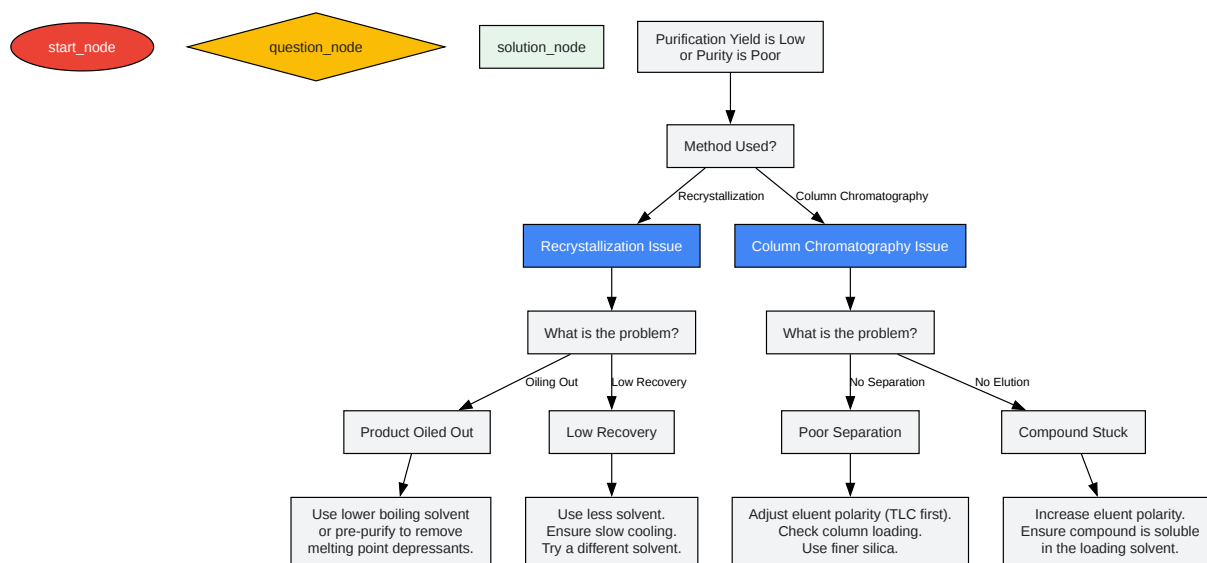 start_node
question_node
solution_node
Purification Yield is Low
or Purity is Poor
Method Used?
Recrystallization
Column Chromatography
Recrystallization Issue
Column Chromatography Issue
What is the problem?
What is the problem?
Oiling Out
Low Recovery
No Separation
No Elution
Product Oiled Out
Low Recovery
Poor Separation
Compound Stuck
Use lower boiling solvent
or pre-purify to remove
melting point depressants.
Use less solvent.
Ensure slow cooling.
Try a different solvent.
Adjust eluent polarity (TLC first).
Check column loading.
Use finer silica.
Increase eluent polarity.
Ensure compound is soluble
in the loading solvent.